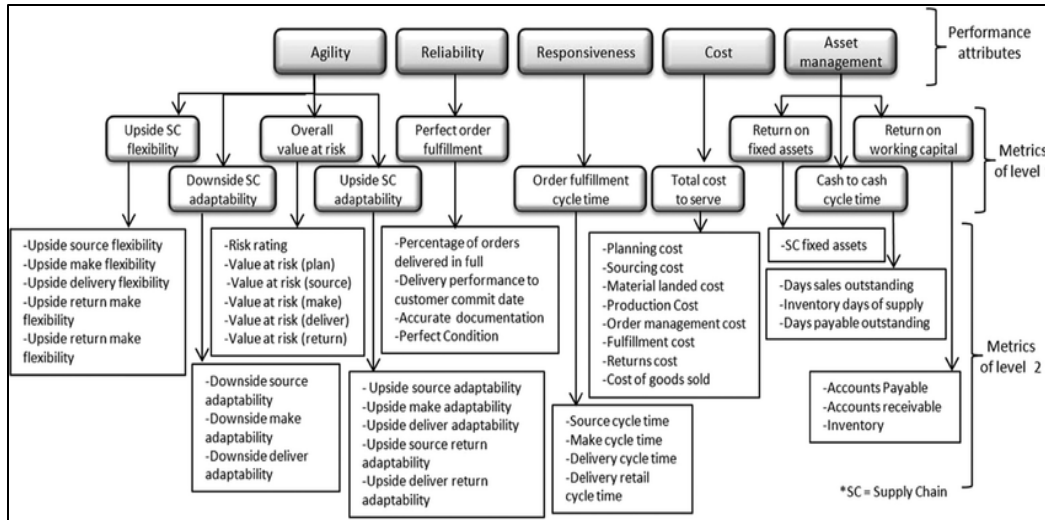 Agility
Reliability
Responsiveness
Cost
Asset
management
Performance
attributes
Upside SC
flexibility
Overall
value at risk
Perfect order
fulfillment
Return on
fixed assets
Return on
working capital
Downside SC
adaptability
Upside SC
adaptability
Order fulfillment
cycle time
Total cost
to serve
Cash to cash
cycle time
Metrics
of level 1
-Upside source flexibility
-Upside make flexibility
-Upside delivery flexibility
-Upside return make
flexibility
-Upside return make
flexibility
-Risk rating
-Value at risk (plan)
-Value at risk (source)
-Value at risk (make)
-Value at risk (deliver)
-Value at risk (return)
-Percentage of orders
delivered in full
-Delivery performance to
customer commit date
-Accurate documentation
-Perfect Condition
-Planning cost
-Sourcing cost
-Material landed cost
-Production Cost
-Order management cost
-Fulfillment cost
-Returns cost
-Cost of goods sold
-SC fixed assets
-Days sales outstanding
-Inventory days of supply
-Days payable outstanding
Metrics
of level 2
-Downside source
adaptability
-Downside make
adaptability
-Downside deliver
adaptability
- Upside source adaptability
-Upside make adaptability
-Upside deliver adaptability
-Upside source return
adaptability
-Upside deliver return
adaptability
-Source cycle time
-Make cycle time
-Delivery cycle time
-Delivery retail
cycle time
-Accounts Payable
-Accounts receivable
-Inventory
*SC = Supply Chain